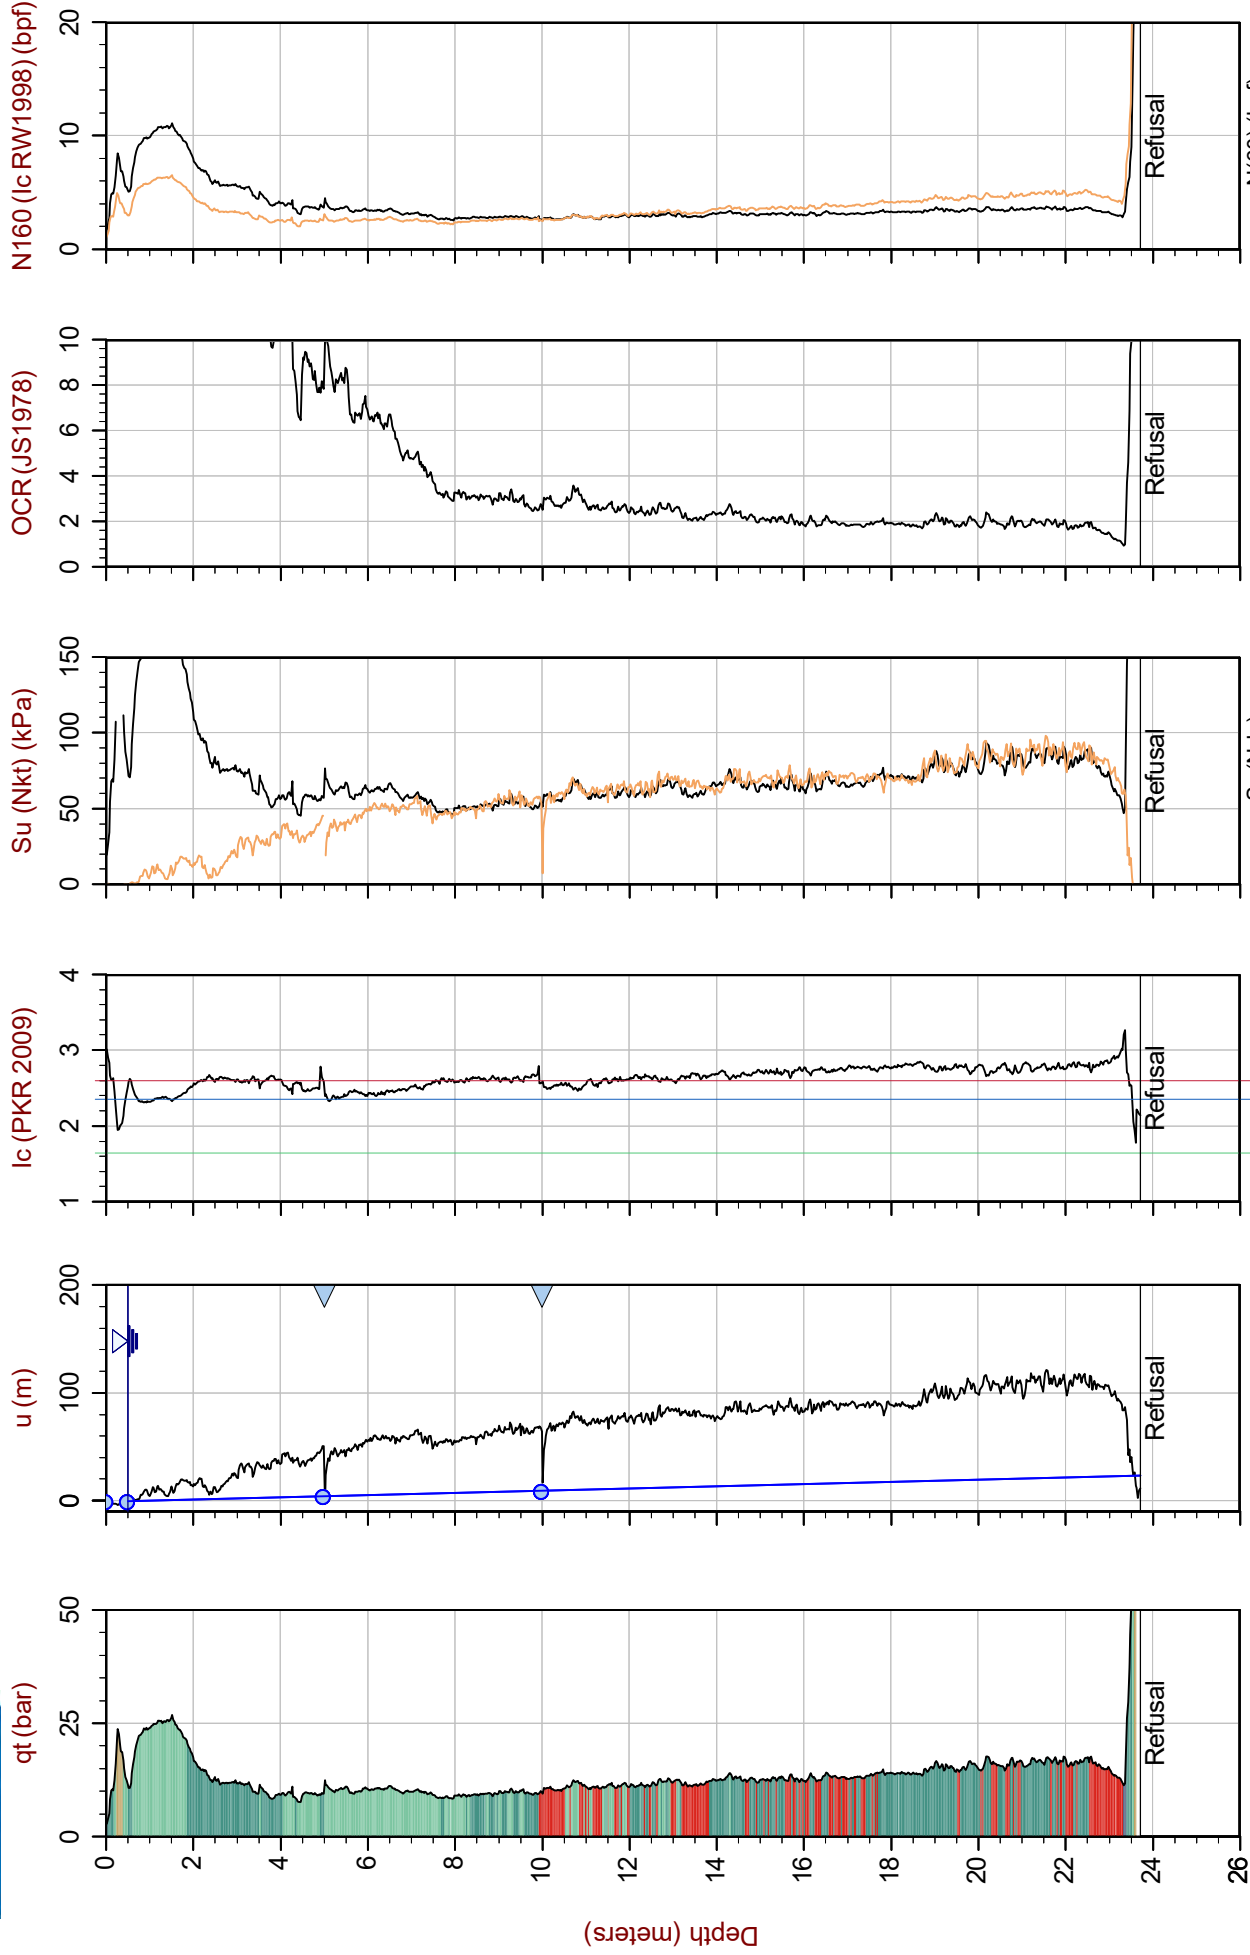 qt (bar)
u (m)
Ic (PKR 2009)
Su (Nkt) (kPa)
OCR (JS1978)
N160 (Ic RW1998) (bpf)
0 25 50
0 100 200
1 2 3 4
0 50 100 150
0 2 4 6 8 10
0 10 20
Depth (meters)
0
2
4
6
8
10
12
14
16
18
20
22
24
26
Refusal
Refusal
Refusal
Refusal
Refusal
Refusal